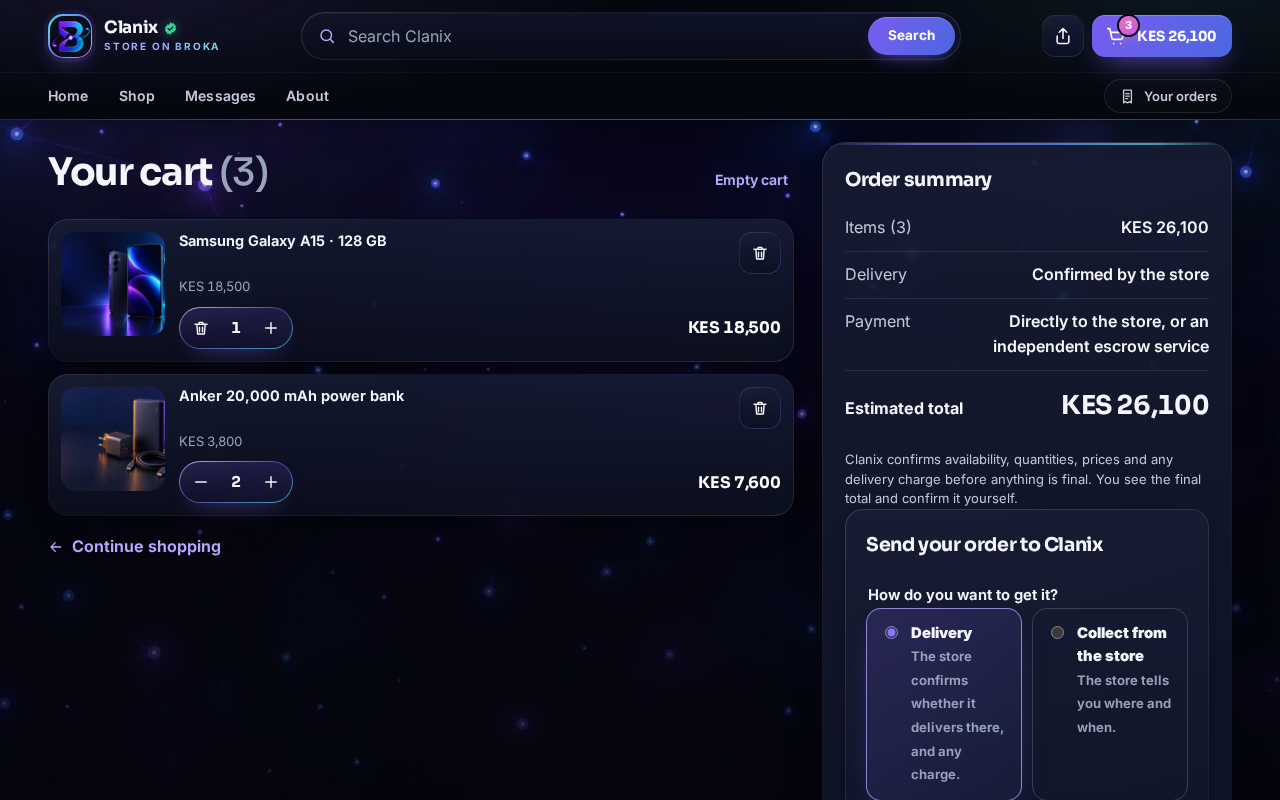 Clanix
STORE ON BROKA
Search Clanix
Search
3
KES 26,100
Home
Shop
Messages
About
Your orders
Your cart (3)
Empty cart
Samsung Galaxy A15 · 128 GB
KES 18,500
1
KES 18,500
Anker 20,000 mAh power bank
KES 3,800
2
KES 7,600
Continue shopping
Order summary
Items (3)
KES 26,100
Delivery
Confirmed by the store
Payment
Directly to the store, or an
independent escrow service
Estimated total
KES 26,100
Clanix confirms availability, quantities, prices and any
delivery charge before anything is final. You see the final
total and confirm it yourself.
Send your order to Clanix
How do you want to get it?
Delivery
The store
confirms
whether it
delivers there,
and any
charge.
Collect from
the store
The store tells
you where and
when.